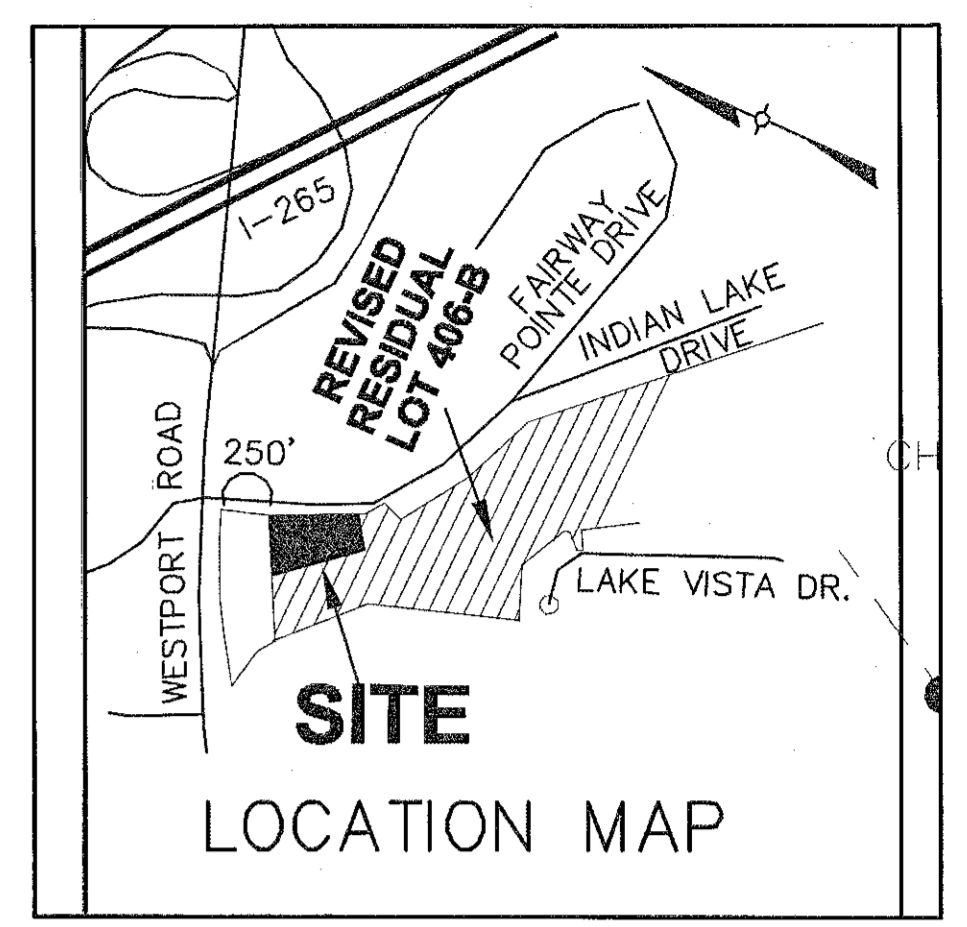 I-265
REVISED
RESIDUAL
LOT 406-B
FAIRWAY
POINTE DRIVE
INDIAN LAKE
DRIVE
WESTPORT ROAD
250'
CH
LAKE VISTA DR.
SITE
LOCATION MAP